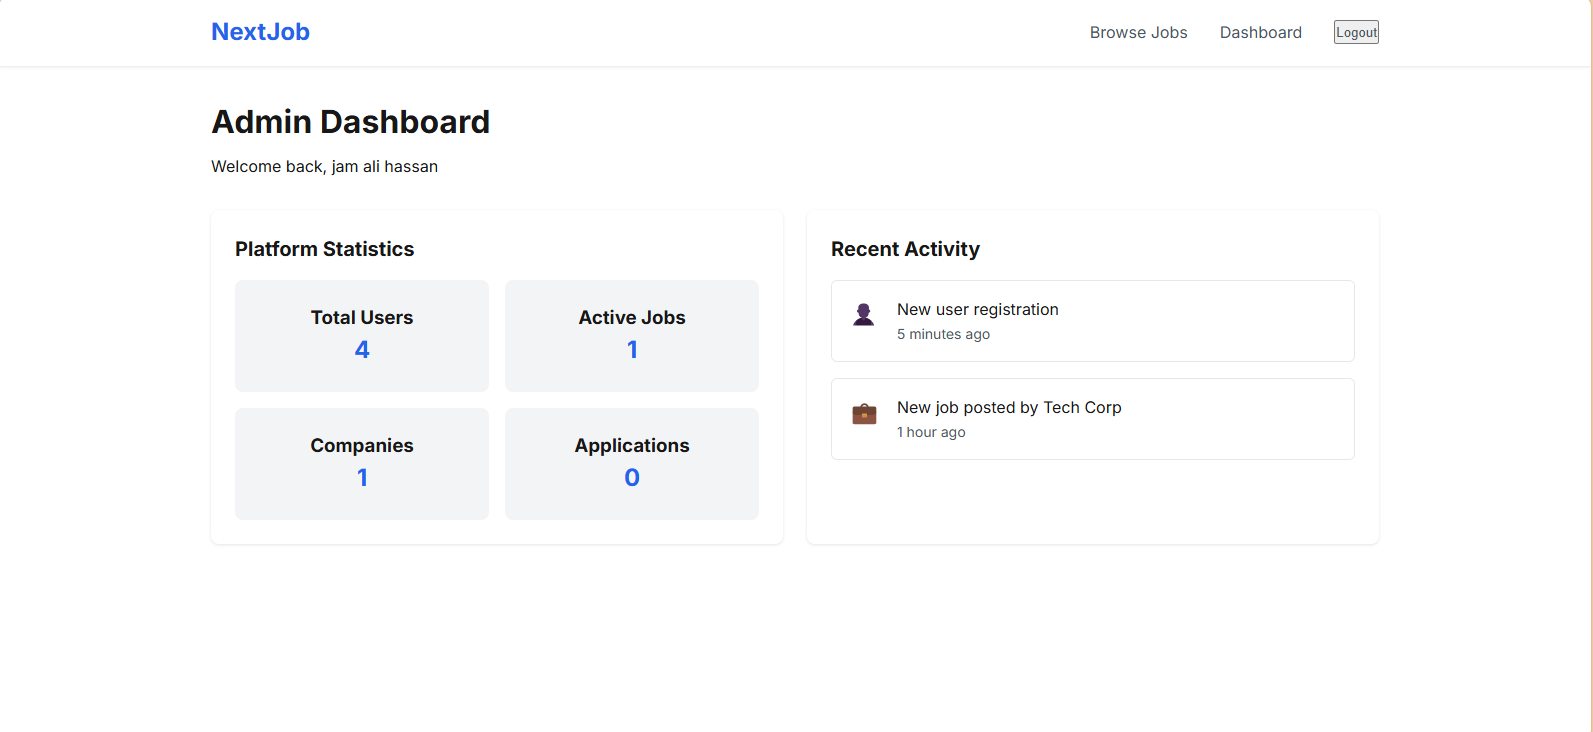 NextJob
Browse Jobs
Dashboard
Logout
Admin Dashboard
Welcome back, jam ali hassan
Platform Statistics
Total Users
4
Active Jobs
1
Companies
1
Applications
0
Recent Activity
New user registration
5 minutes ago
New job posted by Tech Corp
1 hour ago